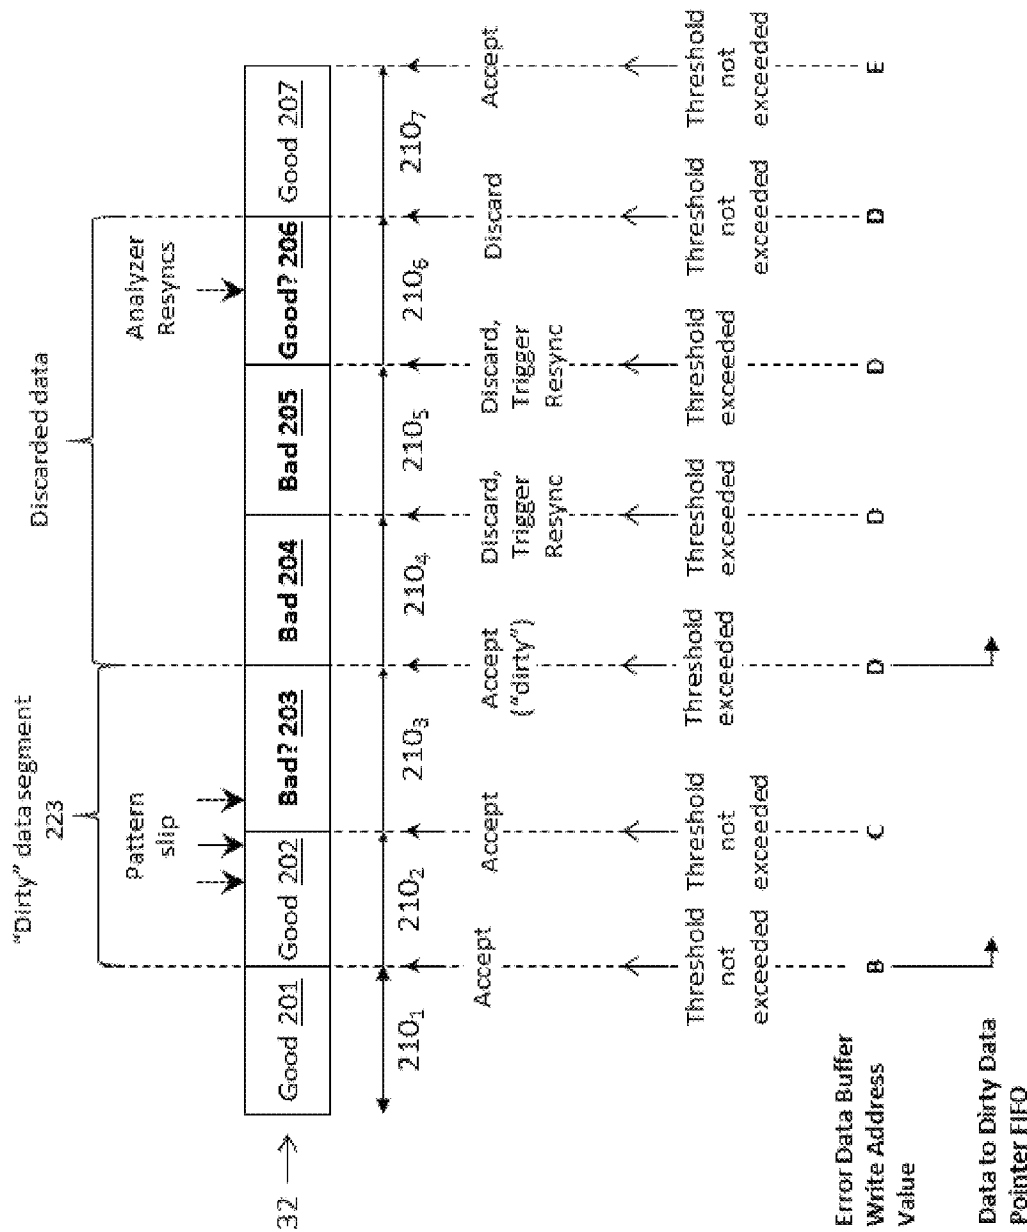 "Dirty" data segment
223
Discarded data
Pattern
slip
Analyzer
Resyncs
32
Good 201
Good 202
Bad? 203
Bad 204
Bad 205
Good? 206
Good 207
210₁
210₂
210₃
210₄
210₅
210₆
210₇
Accept
Accept
Accept
("dirty")
Discard,
Trigger
Resync
Discard,
Trigger
Resync
Discard
Accept
Threshold
not
exceeded
Threshold
not
exceeded
Threshold
exceeded
Threshold
exceeded
Threshold
exceeded
Threshold
not
exceeded
Threshold
not
exceeded
Error Data Buffer
Write Address
Value
B
C
D
D
D
D
E
Data to Dirty Data
Pointer FIFO